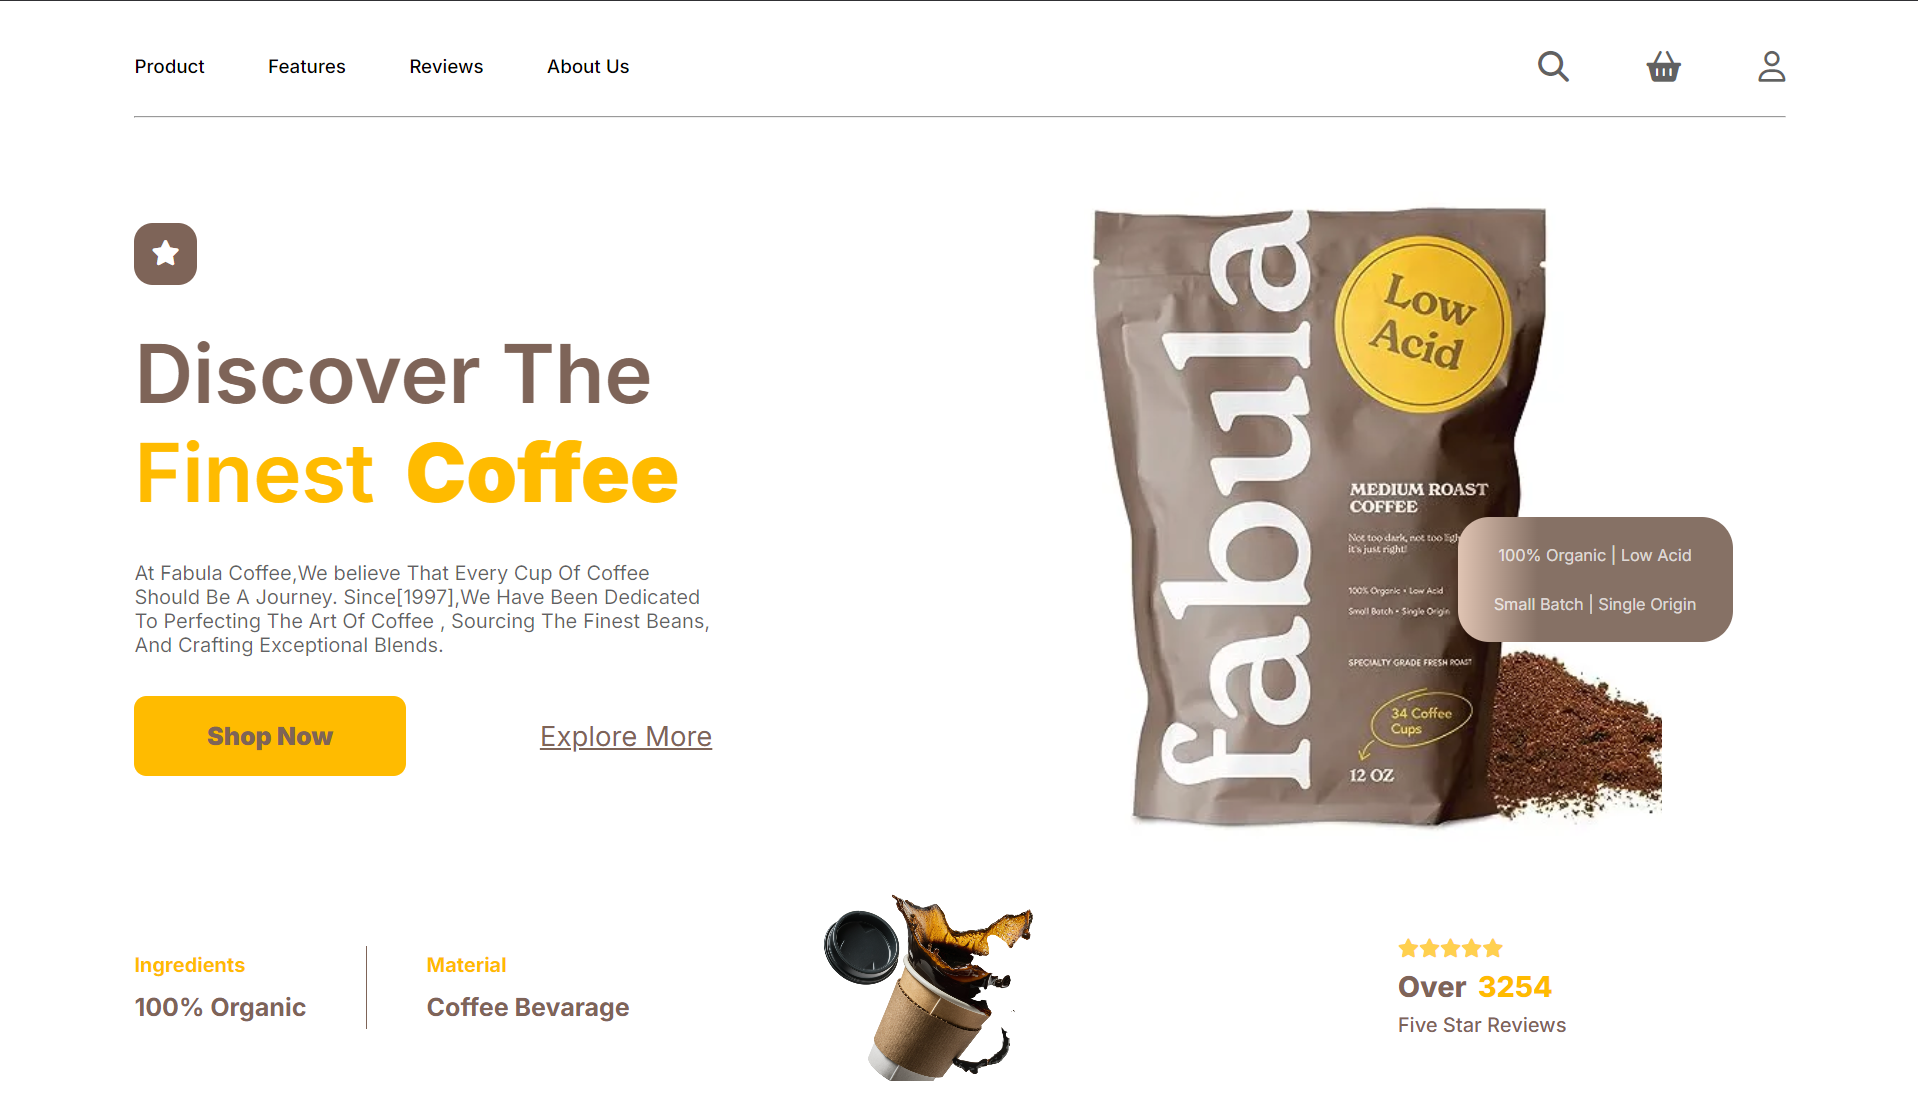 Product
Features
Reviews
About Us
Discover The
Finest Coffee
At Fabula Coffee,We believe That Every Cup Of Coffee
Should Be A Journey. Since[1997],We Have Been Dedicated
To Perfecting The Art Of Coffee , Sourcing The Finest Beans,
And Crafting Exceptional Blends.
Shop Now
Explore More
fabula
Low
Acid
MEDIUM ROAST
COFFEE
Not too dark, not too
it's just right!
100% Organic • Low Acid
Small Batch • Single Origin
SPECIALTY GRADE FRESH ROAST
34 Coffee
Cups
12 OZ
100% Organic | Low Acid
Small Batch | Single Origin
Ingredients
100% Organic
Material
Coffee Bevarage
Over 3254
Five Star Reviews